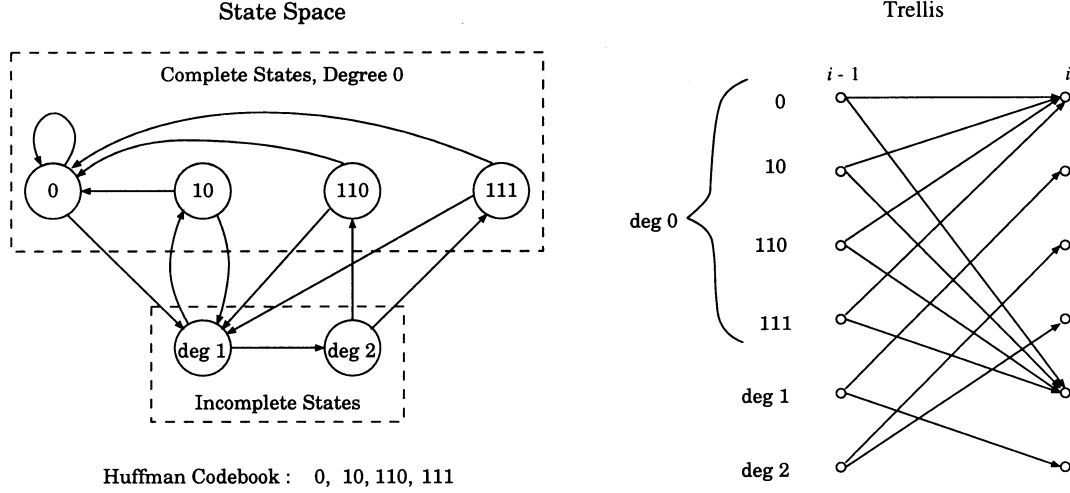 State Space
Complete States, Degree 0
0
10
110
111
deg 1
deg 2
Incomplete States
Huffman Codebook : 0, 10, 110, 111
Trellis
i - 1
i
0
10
deg 0
110
111
deg 1
deg 2